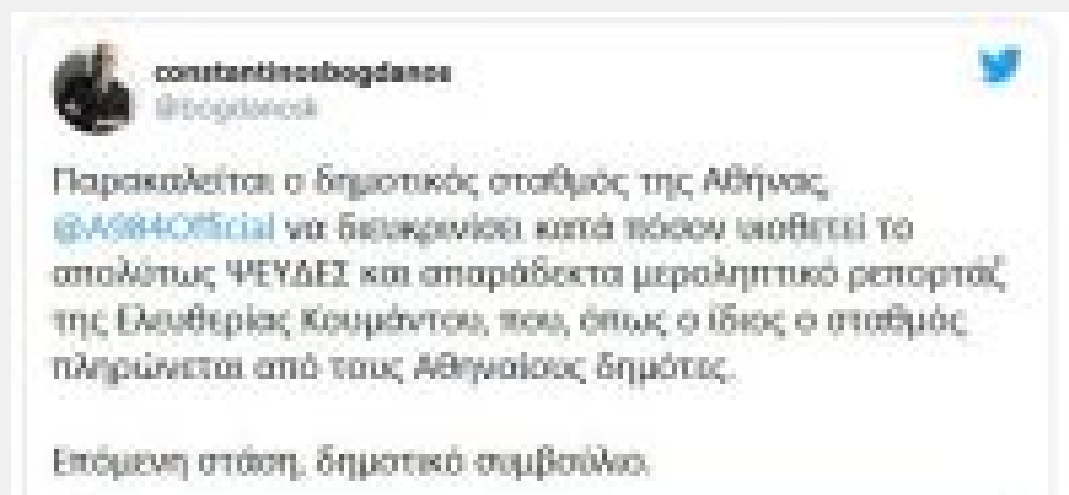 constantinosbogdanos
@bogdanosk
Παρακαλείται ο δημοτικός σταθμός της Αθήνας,
@A984Official να διευκρινίσει κατά πόσον υιοθετεί το
απολύτως ΨΕΥΔΕΣ και απαράδεκτα μεροληπτικό ρεπορτάζ
της Ελευθερίας Κουμάντου, που, όπως ο ίδιος ο σταθμός
πληρώνεται από τους Αθηναίους δημότες.
Επόμενη στάση, δημοτικό συμβούλιο.